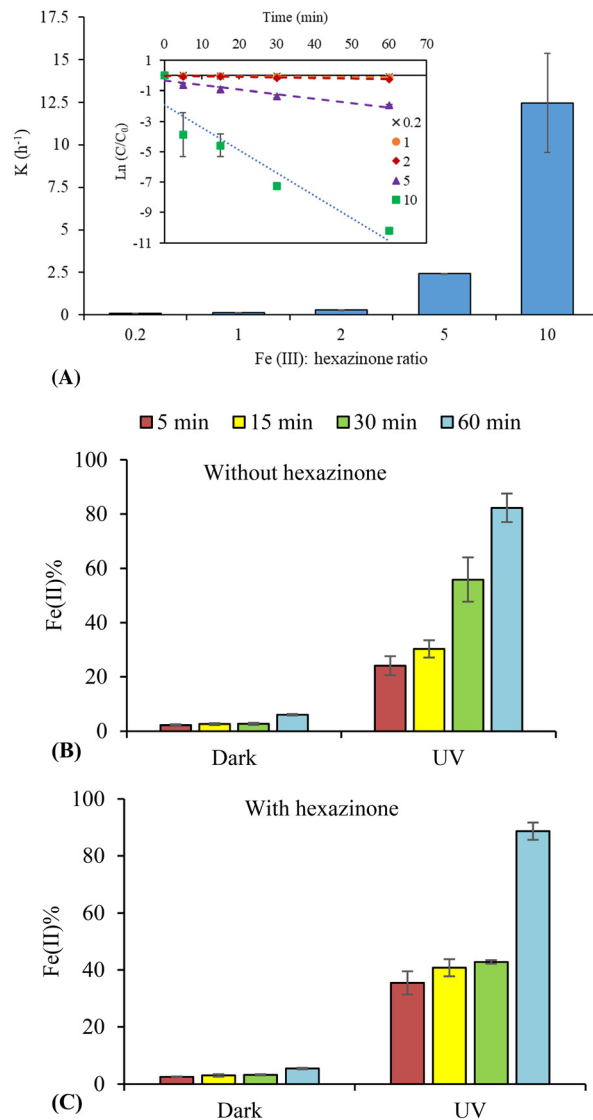 17.5
15
12.5
10
7.5
5
2.5
0
K (h-1)
Time (min)
0 10 20 30 40 50 60 70
1
-1
-3
-5
-7
-9
-11
Ln (C/C0)
0.2
1
2
5
10
0.2 1 2 5 10
Fe (III): hexazinone ratio
(A)
5 min 15 min 30 min 60 min
Without hexazinone
100
80
60
40
20
0
Fe(II)%
Dark UV
(B)
With hexazinone
100
80
60
40
20
0
Fe(II)%
Dark UV
(C)